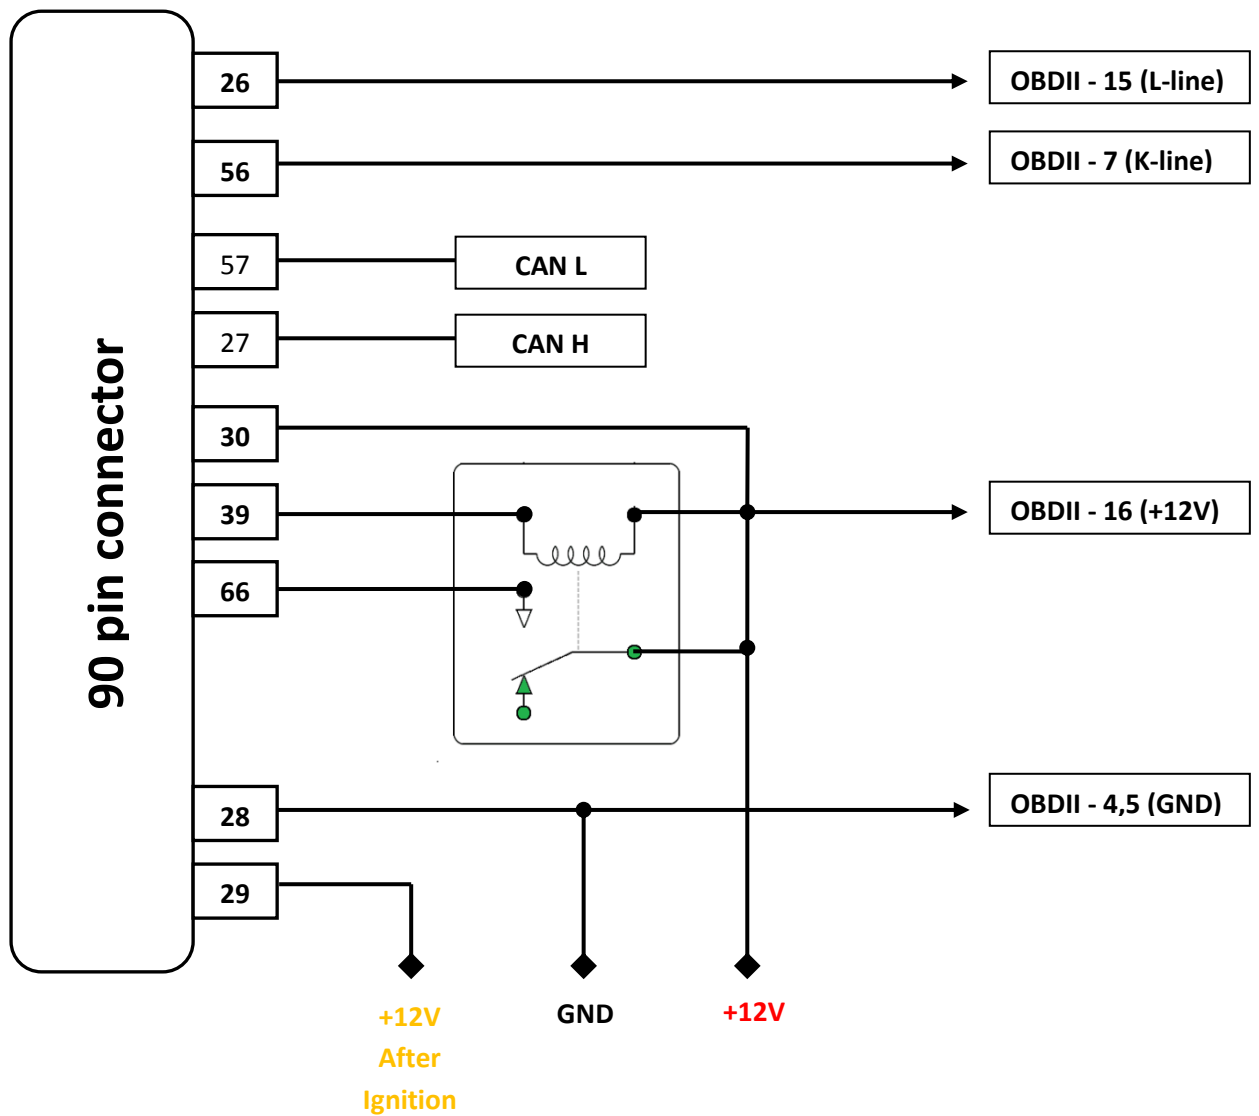 90 pin connector
26
OBDII - 15 (L-line)
56
OBDII - 7 (K-line)
57
CAN L
27
CAN H
30
39
OBDII - 16 (+12V)
66
28
OBDII - 4,5 (GND)
29
+12V
After
Ignition
GND
+12V